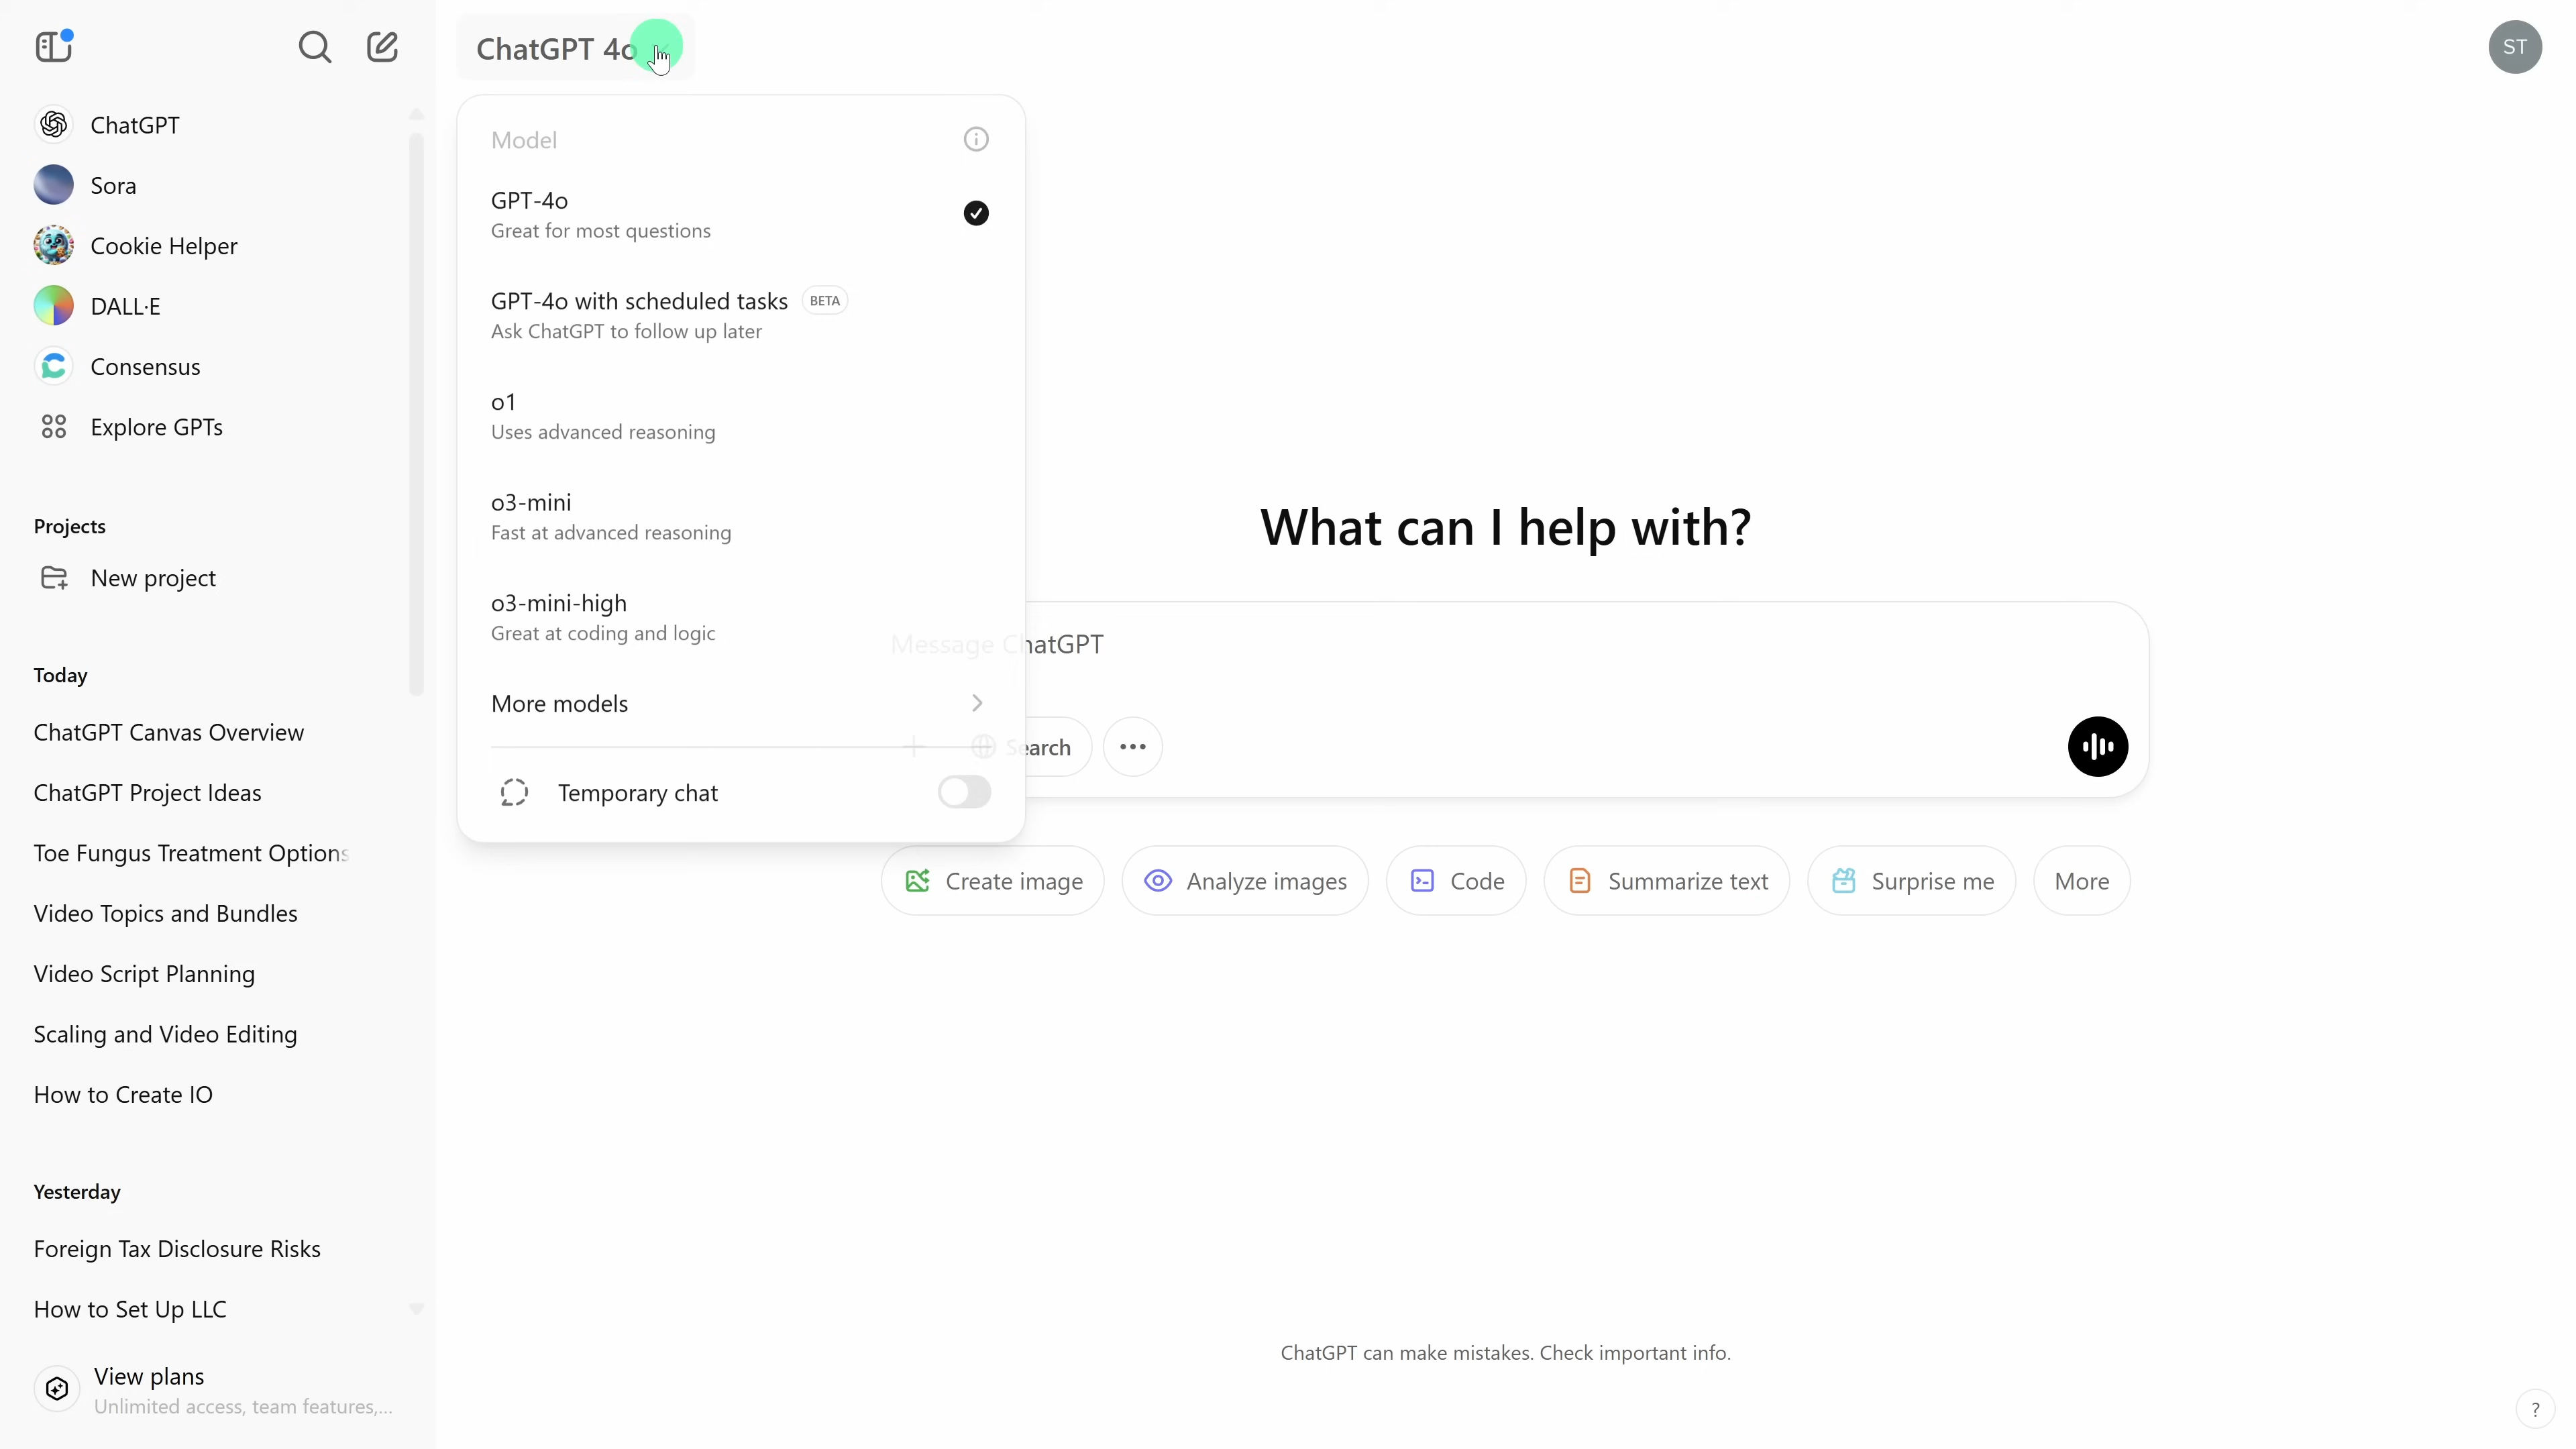 ChatGPT 4o
ST
ChatGPT
Sora
Cookie Helper
DALL·E
Consensus
Explore GPTs
Projects
New project
Today
ChatGPT Canvas Overview
ChatGPT Project Ideas
Toe Fungus Treatment Options
Video Topics and Bundles
Video Script Planning
Scaling and Video Editing
How to Create IO
Yesterday
Foreign Tax Disclosure Risks
How to Set Up LLC
View plans
Unlimited access, team features,...
Model
GPT-4o
Great for most questions
GPT-4o with scheduled tasks BETA
Ask ChatGPT to follow up later
o1
Uses advanced reasoning
o3-mini
Fast at advanced reasoning
o3-mini-high
Great at coding and logic
More models
Temporary chat
What can I help with?
Message ChatGPT
Search
Create image
Analyze images
Code
Summarize text
Surprise me
More
ChatGPT can make mistakes. Check important info.
?